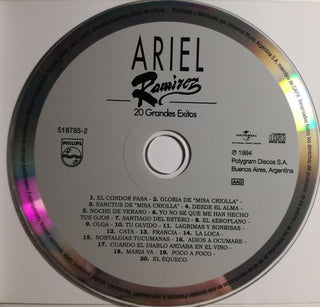 ARIEL
Ramirez
20 Grandes Exitos
518785-2
PHILIPS
UNIVERSAL
℗ 1994
Polygram Discos S.A.
Buenos Aires, Argentina
AAD
1. EL CONDOR PASA - 2. GLORIA DE "MISA CRIOLLA" -
3. SANCTUS DE "MISA CRIOLLA" - 4. DESDE EL ALMA -
5. NOCHE DE VERANO - 6. YO NO SE QUE ME HAN HECHO
TUS OJOS - 7. SANTIAGO DEL ESTERO - 8. EL AEROPLANO -
9. OLGA - 10. TU OLVIDO - 11. LAGRIMAS Y SONRISAS -
12. CATÁ - 13. FRANCIA - 14. LA LOCA -
15. NOSTALGIAS TUCUMANAS - 16. ADIOS A OCUMARE -
17. CUANDO EL DIABLO ANDABA EN EL VINO -
18. MARIA VA - 19. POCO A POCO -
20. EL EQUECO.